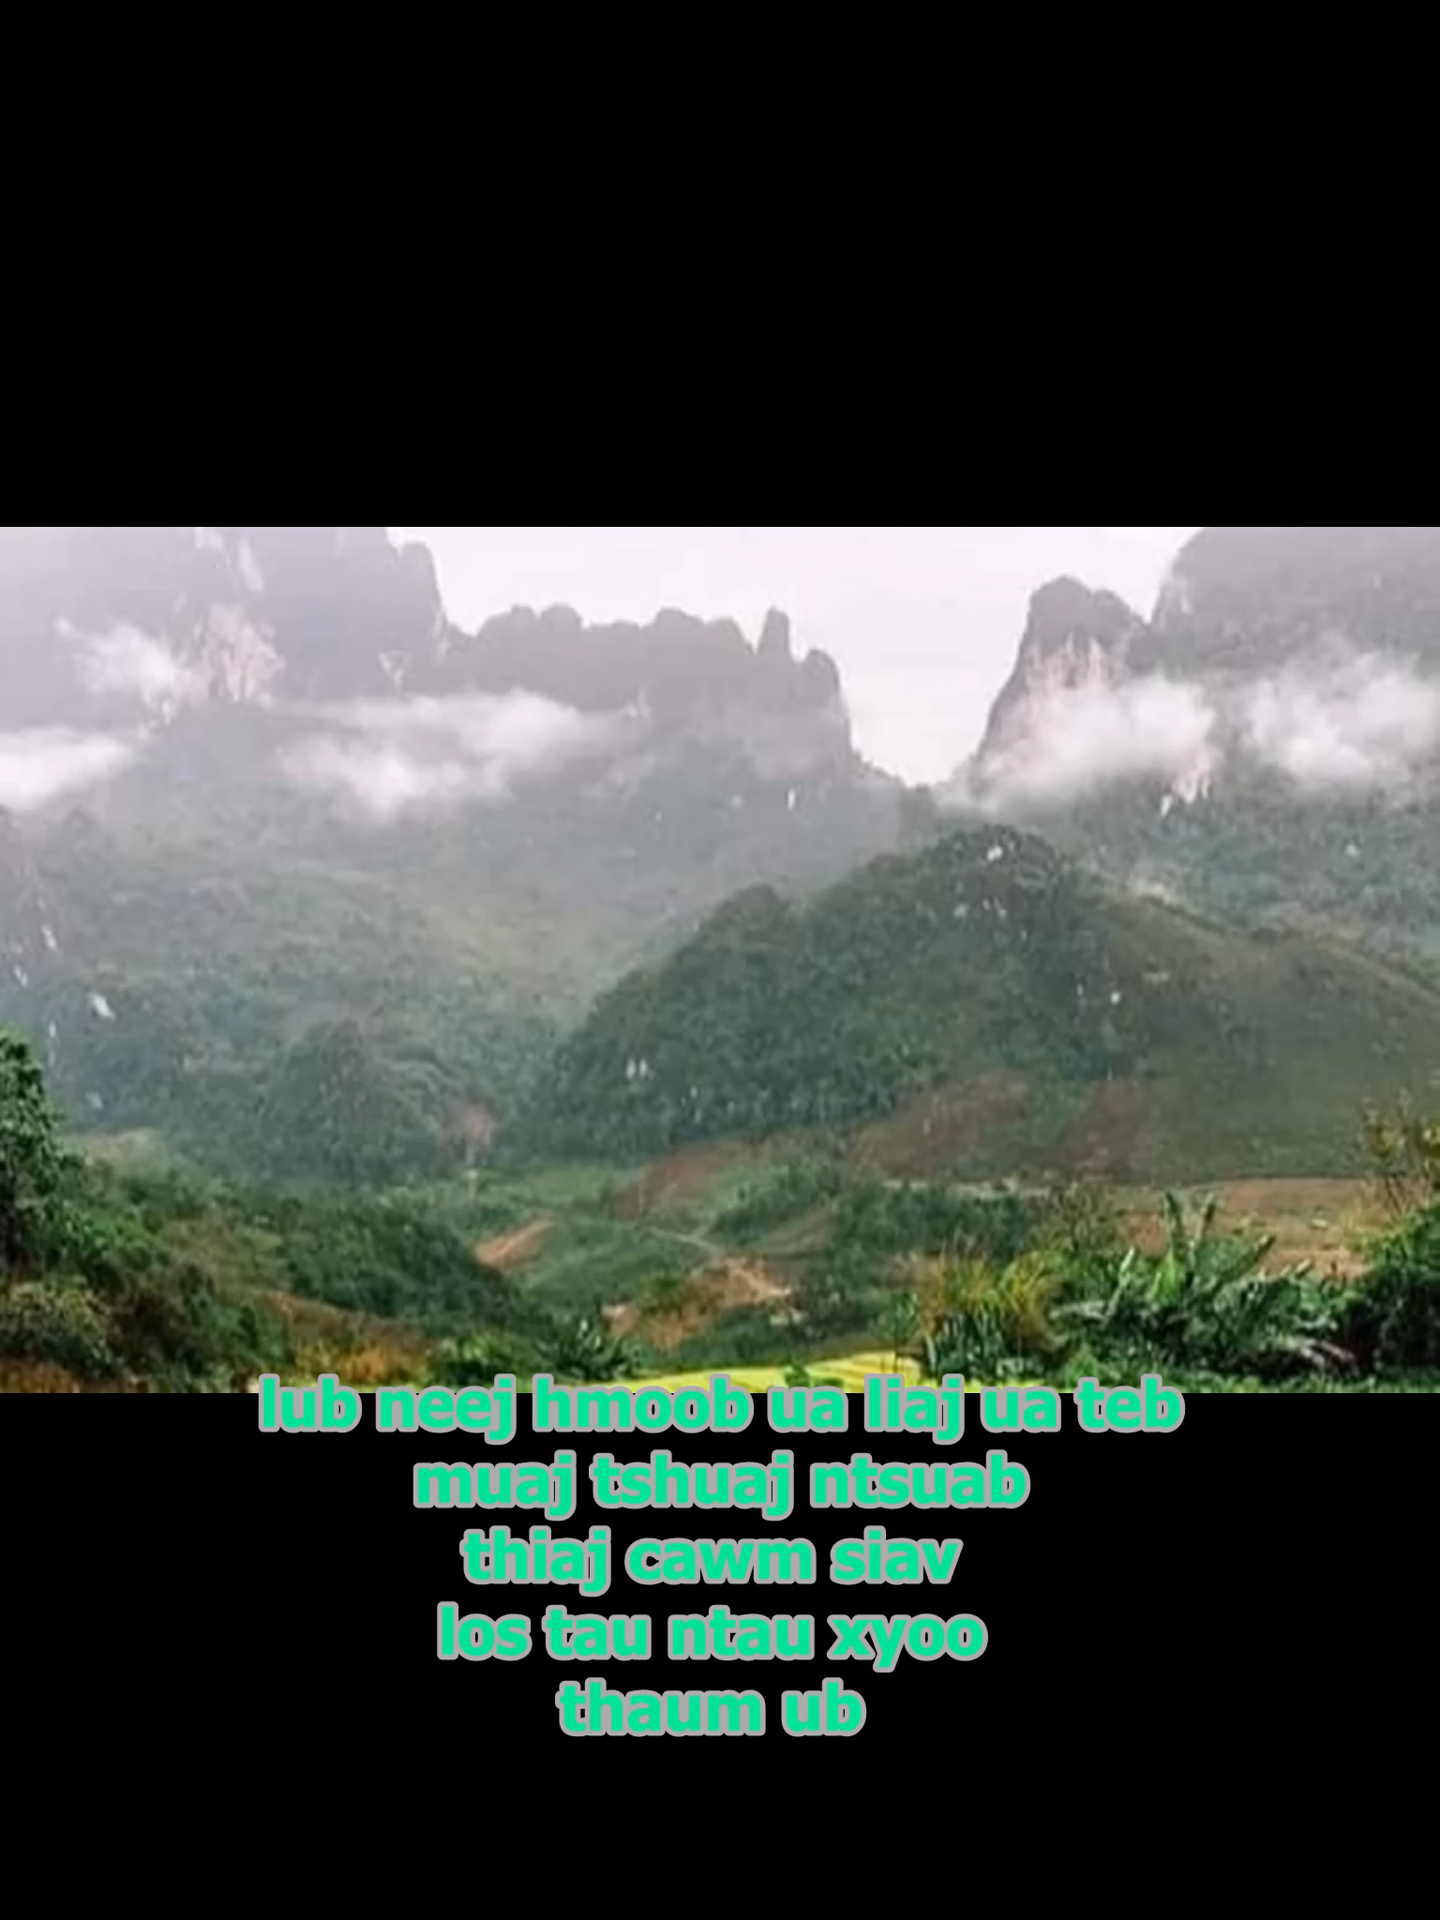 lub neej hmoob ua liaj ua teb
muaj tshuaj ntsuab
thiaj cawm siav
los tau ntau xyoo
thaum ub